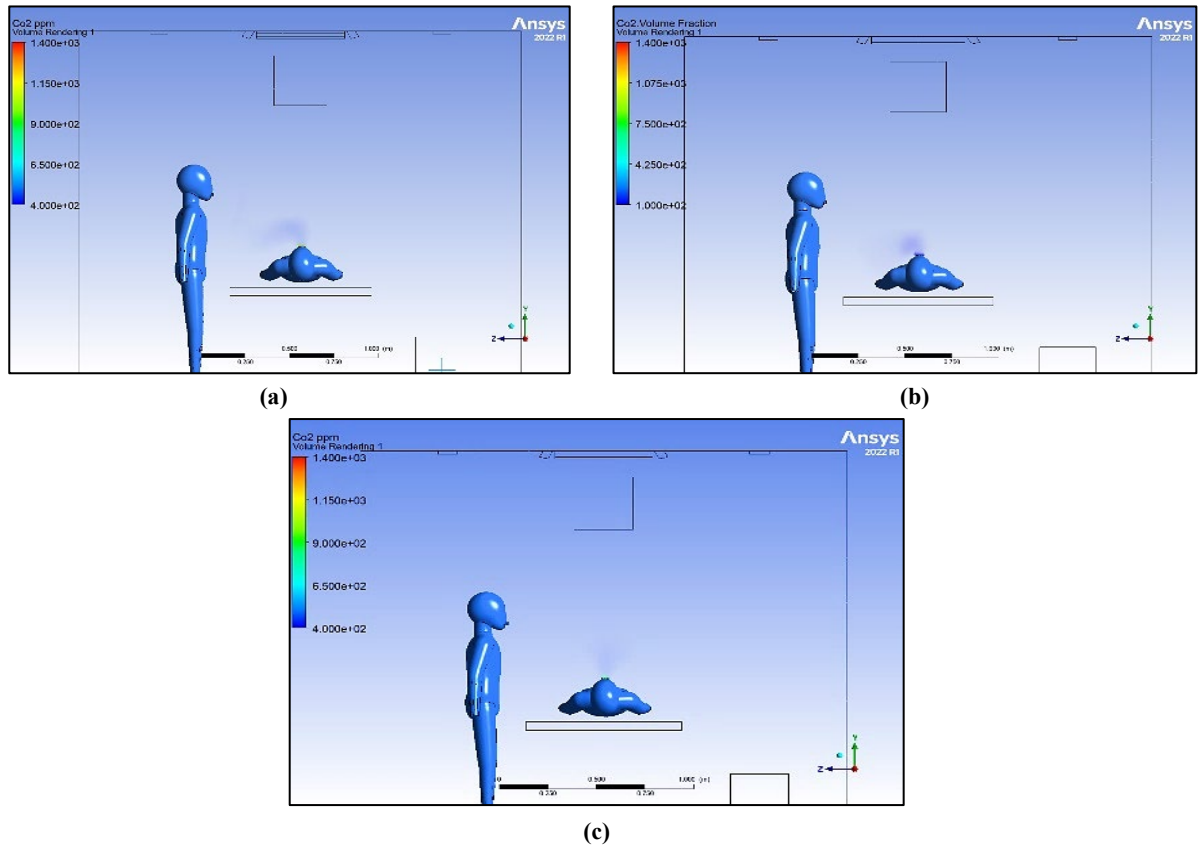 Co2 ppm
Volume Rendering 1
1.400e+03
1.150e+03
9.000e+02
6.500e+02
4.000e+02
Ansys
2022 R1
Y
Z
0.500
1.000 (m)
0.250
0.750
(a)
Co2.Volume Fraction
Volume Rendering 1
1.400e+03
1.075e+03
7.500e+02
4.250e+02
1.000e+02
Ansys
2022 R1
Y
Z
0.500
1.000 (m)
0.250
0.750
(b)
Co2 ppm
Volume Rendering 1
1.400e+03
1.150e+03
9.000e+02
6.500e+02
4.000e+02
Ansys
2022 R1
Y
Z
0 0.500 1.000 (m)
0.250
0.750
(c)